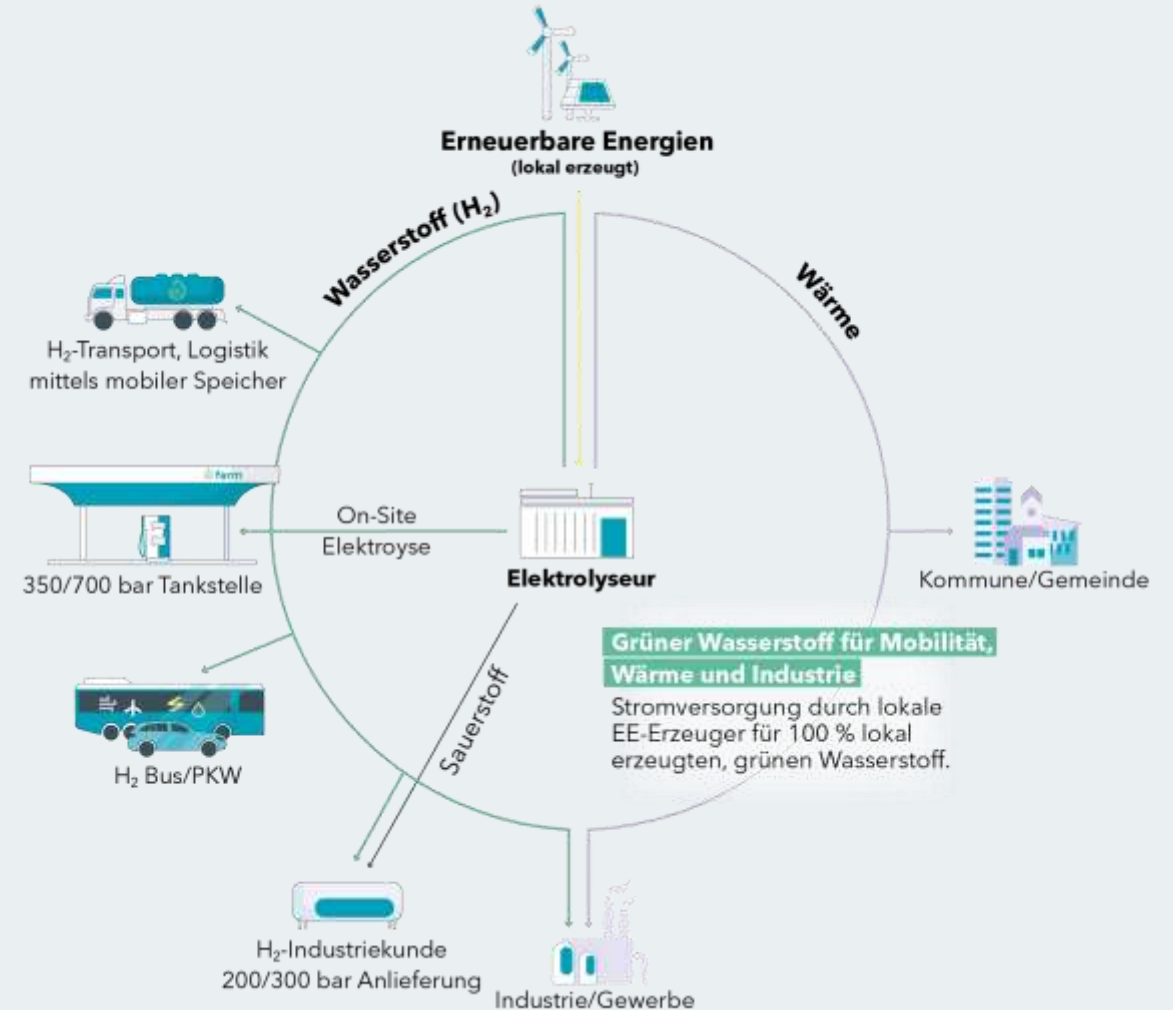 Erneuerbare Energien
(lokal erzeugt)
Wasserstoff (H₂)
Wärme
H₂-Transport, Logistik
mittels mobiler Speicher
farm
350/700 bar Tankstelle
On-Site
Elektroyse
Elektrolyseur
Kommune/Gemeinde
Grüner Wasserstoff für Mobilität,
Wärme und Industrie
Stromversorgung durch lokale
EE-Erzeuger für 100 % lokal
erzeugten, grünen Wasserstoff.
H₂ Bus/PKW
Sauerstoff
H₂-Industriekunde
200/300 bar Anlieferung
Industrie/Gewerbe